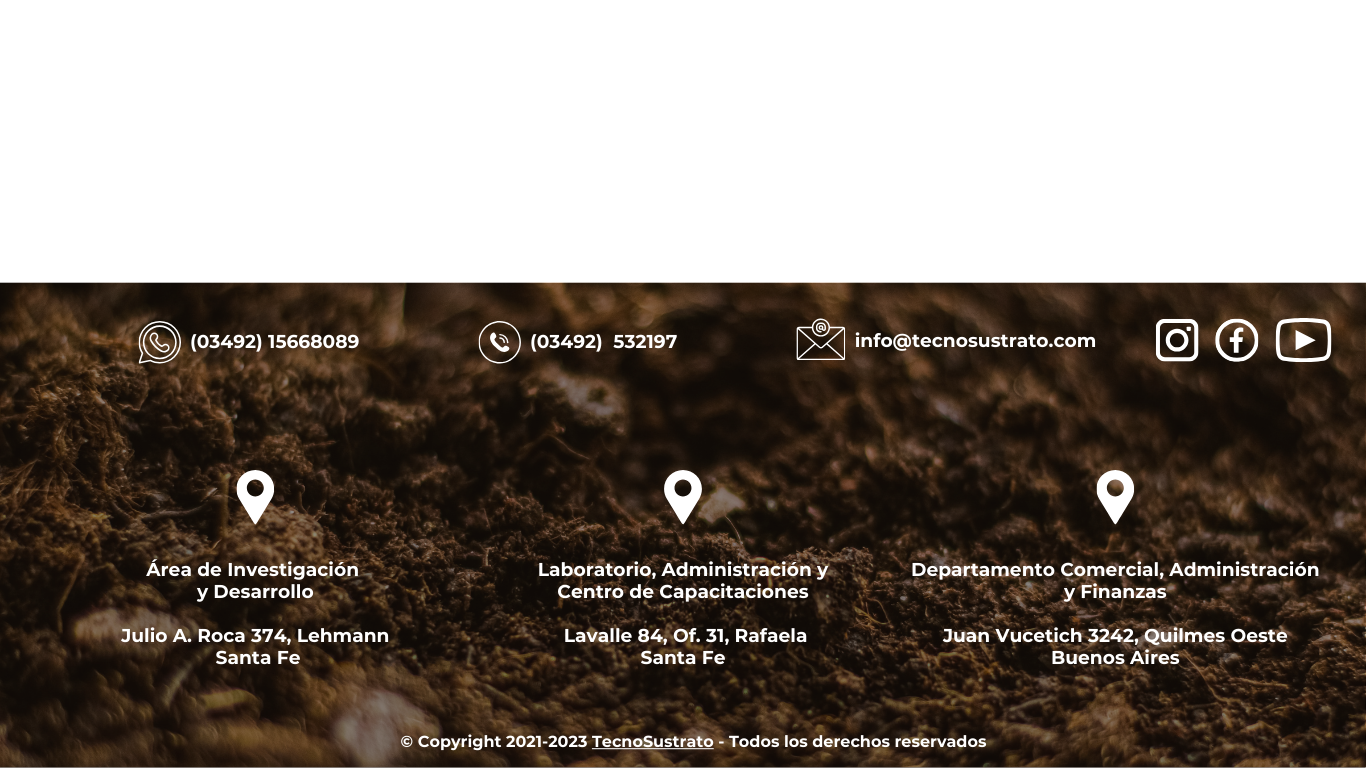 (03492) 15668089
(03492)  532197
info@tecnosustrato.com
Área de Investigación
y Desarrollo
Julio A. Roca 374, Lehmann
Santa Fe
Laboratorio, Administración y
Centro de Capacitaciones
Lavalle 84, Of. 31, Rafaela
Santa Fe
Departamento Comercial, Administración
y Finanzas
Juan Vucetich 3242, Quilmes Oeste
Buenos Aires
© Copyright 2021-2023 TecnoSustrato - Todos los derechos reservados